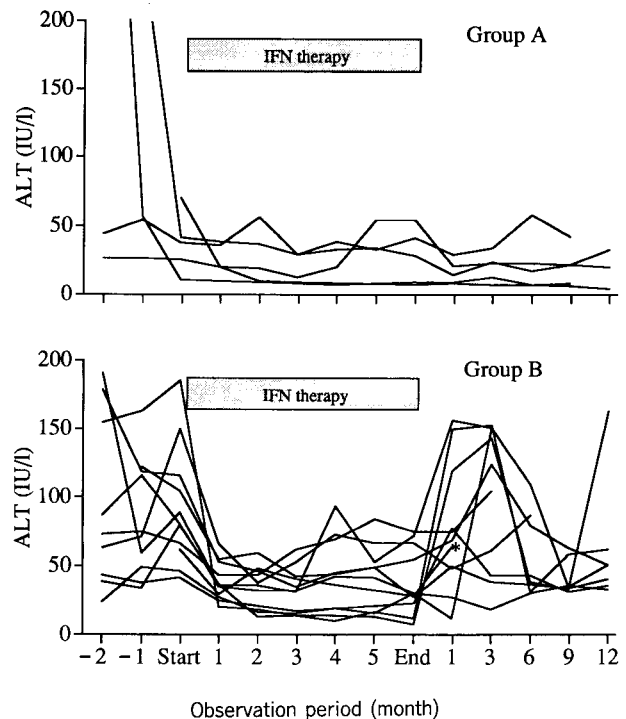 200
Group A
IFN therapy
150
ALT (IU/l)
100
50
0
200
Group B
IFN therapy
150
ALT (IU/l)
100
50
*
0
−2 −1 Start 1 2 3 4 5 End 1 3 6 9 12
Observation period (month)